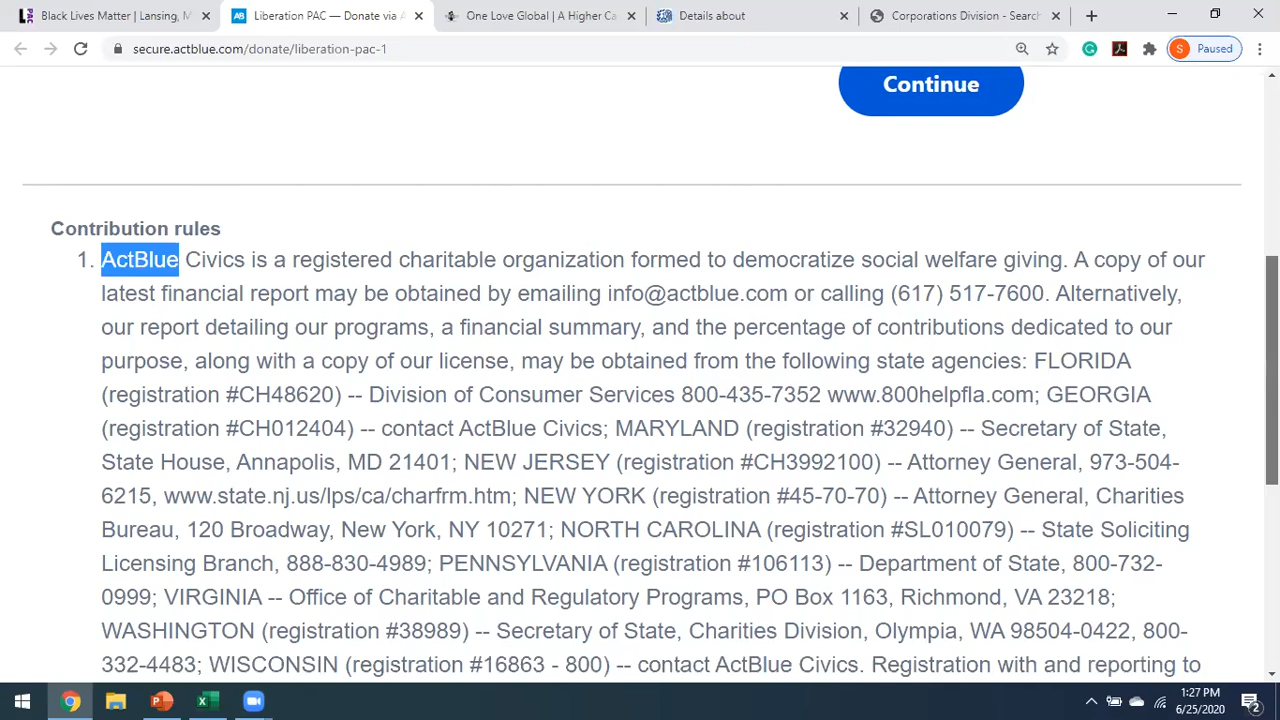 Black Lives Matter | Lansing, M
Liberation PAC — Donate via A
One Love Global | A Higher Ca
Details about
Corporations Division - Search
secure.actblue.com/donate/liberation-pac-1
S Paused
Continue
Contribution rules
1. ActBlue Civics is a registered charitable organization formed to democratize social welfare giving. A copy of our
latest financial report may be obtained by emailing info@actblue.com or calling (617) 517-7600. Alternatively,
our report detailing our programs, a financial summary, and the percentage of contributions dedicated to our
purpose, along with a copy of our license, may be obtained from the following state agencies: FLORIDA
(registration #CH48620) -- Division of Consumer Services 800-435-7352 www.800helpfla.com; GEORGIA
(registration #CH012404) -- contact ActBlue Civics; MARYLAND (registration #32940) -- Secretary of State,
State House, Annapolis, MD 21401; NEW JERSEY (registration #CH3992100) -- Attorney General, 973-504-
6215, www.state.nj.us/lps/ca/charfrm.htm; NEW YORK (registration #45-70-70) -- Attorney General, Charities
Bureau, 120 Broadway, New York, NY 10271; NORTH CAROLINA (registration #SL010079) -- State Soliciting
Licensing Branch, 888-830-4989; PENNSYLVANIA (registration #106113) -- Department of State, 800-732-
0999; VIRGINIA -- Office of Charitable and Regulatory Programs, PO Box 1163, Richmond, VA 23218;
WASHINGTON (registration #38989) -- Secretary of State, Charities Division, Olympia, WA 98504-0422, 800-
332-4483; WISCONSIN (registration #16863 - 800) -- contact ActBlue Civics. Registration with and reporting to
1:27 PM
6/25/2020
2